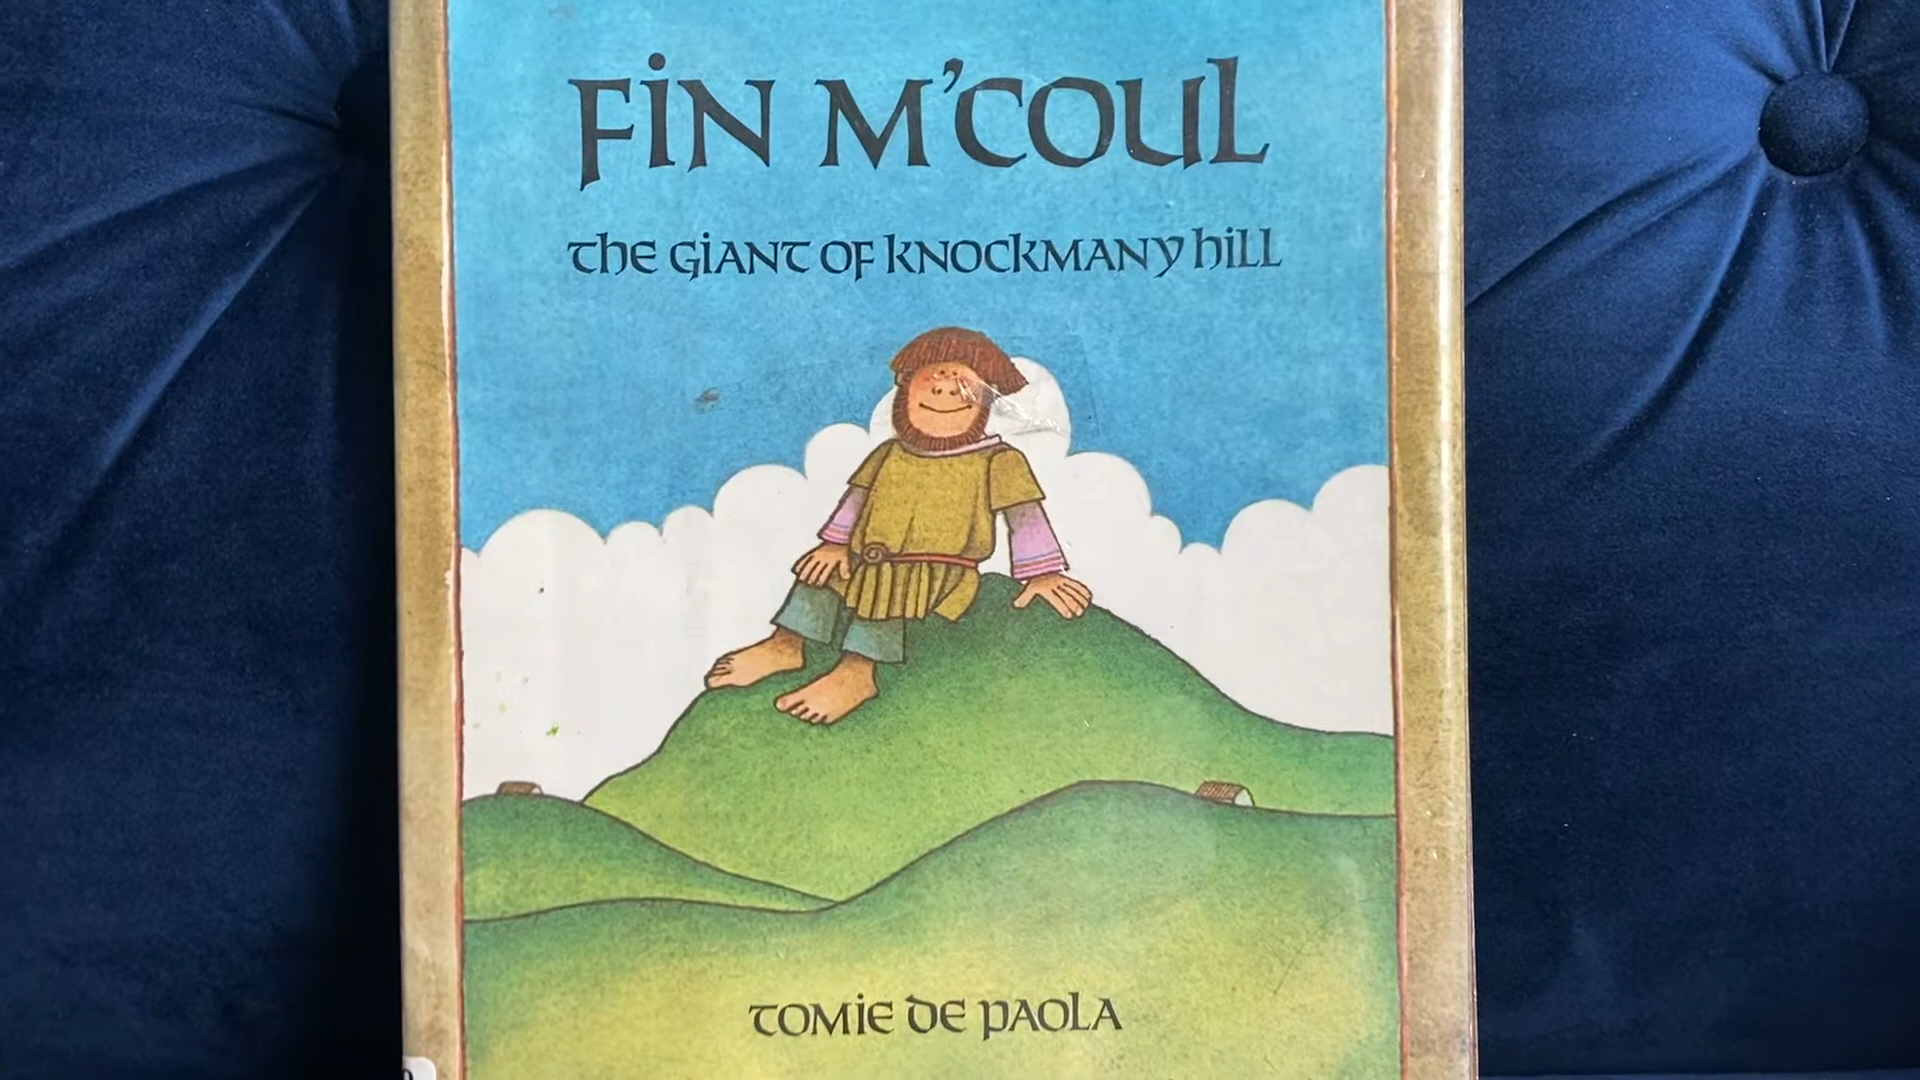 FIN M'COUL
THE GIANT OF KNOCKMANY HILL
TOMIE DE PAOLA